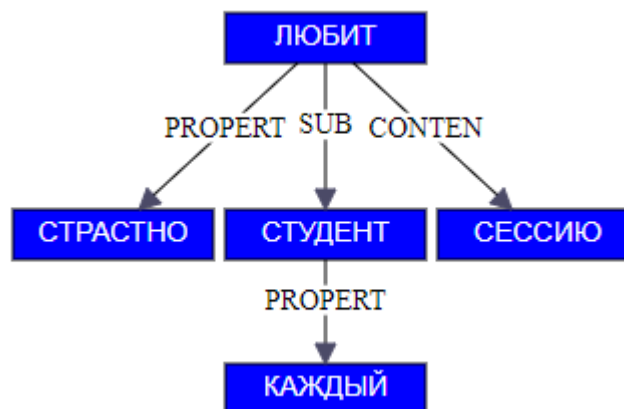 ЛЮБИТ
PROPERT SUB CONTEN
СТРАСТНО СТУДЕНТ СЕССИЮ
PROPERT
КАЖДЫЙ